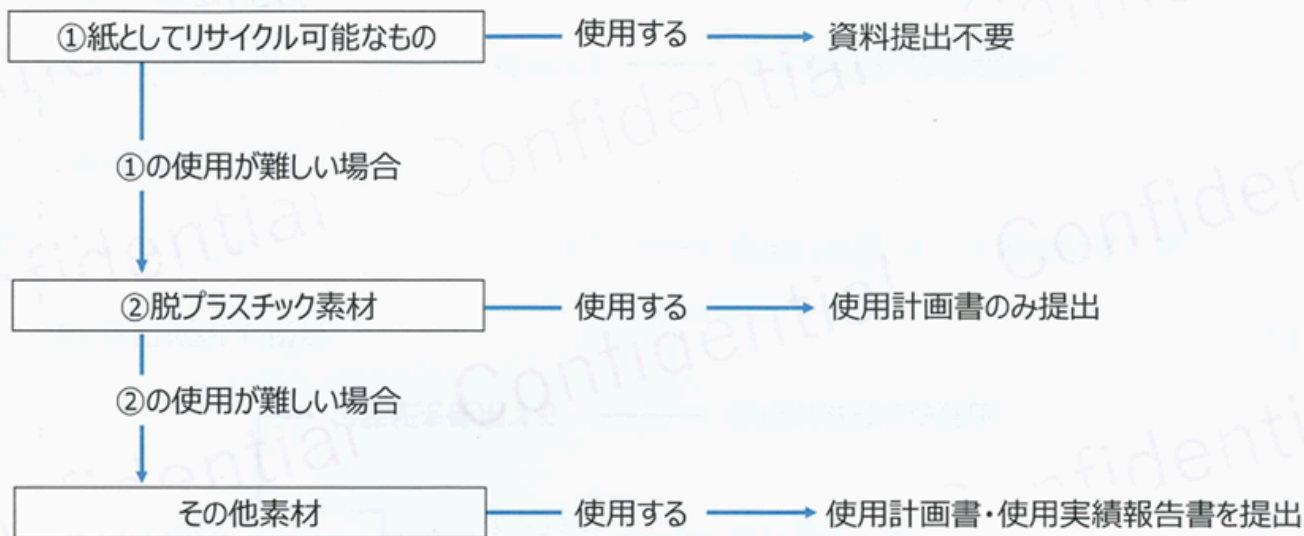 ①紙としてリサイクル可能なもの 使用する 資料提出不要
①の使用が難しい場合
②脱プラスチック素材 使用する 使用計画書のみ提出
②の使用が難しい場合
その他素材 使用する 使用計画書・使用実績報告書を提出
Confidential
Confidential
Confidential